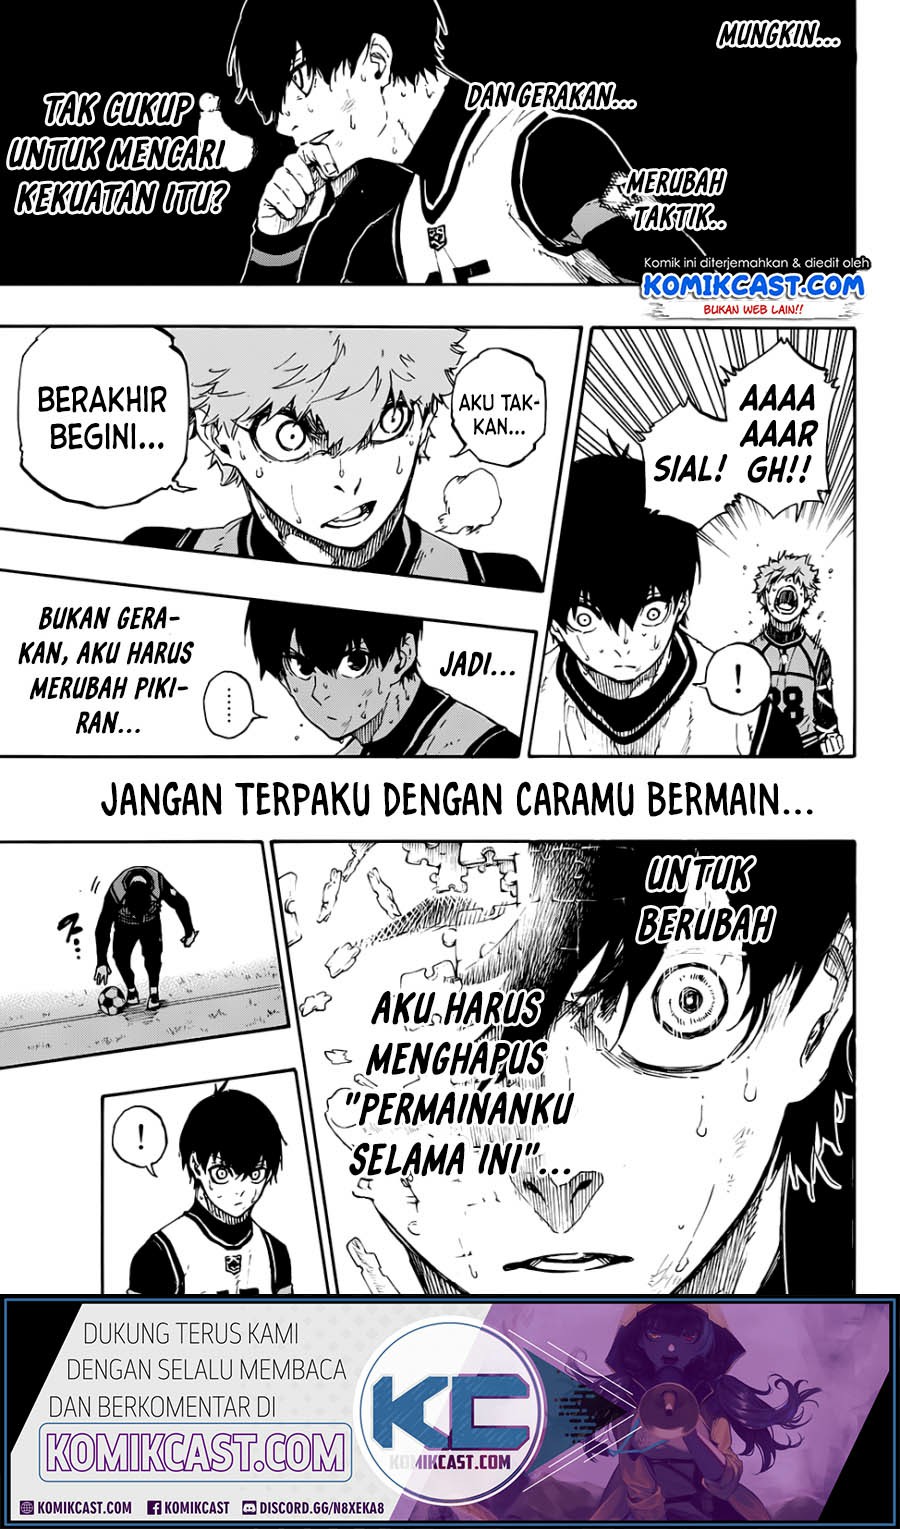 MUNGKIN...
DAN GERAKAN...
MERUBAH
TAKTIK..
TAK CUKUP
UNTUK MENCARI
KEKUATAN ITU?
Komik ini diterjemahkan & diedit oleh
KOMIKCAST.COM
BUKAN WEB LAIN!!
AAAA
AAAR
GH!!
SIAL!
!
AKU TAK-
KAN...
BERAKHIR
BEGINI...
JADI...
......
BUKAN GERA-
KAN, AKU HARUS
MERUBAH PIKI-
RAN...
JANGAN TERPAKU DENGAN CARAMU BERMAIN...
UNTUK
BERUBAH
AKU HARUS
MENGHAPUS
"PERMAINANKU
SELAMA INI"...
!
DUKUNG TERUS KAMI
DENGAN SELALU MEMBACA
DAN BERKOMENTAR DI
KOMIKCAST.COM
KC
KOMIKCAST.COM
KOMIKCAST.COM
KOMIKCAST
DISCORD.GG/N8XEKA8